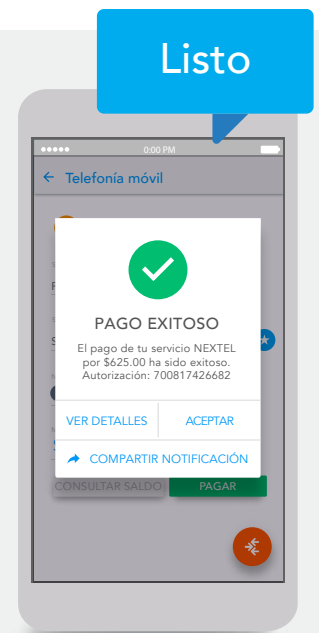 Listo
0:00 PM
Telefonía móvil
PAGO EXITOSO
El pago de tu servicio NEXTEL
por $625.00 ha sido exitoso.
Autorización: 700817426682
VER DETALLES ACEPTAR
COMPARTIR NOTIFICACIÓN
CONSULTAR SALDO PAGAR